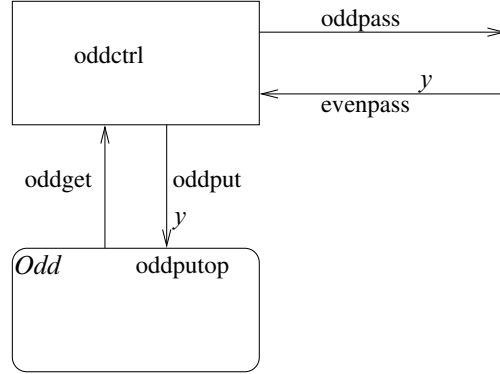 oddpass
oddctrl
y
evenpass
oddget
oddput
y
Odd
oddputop